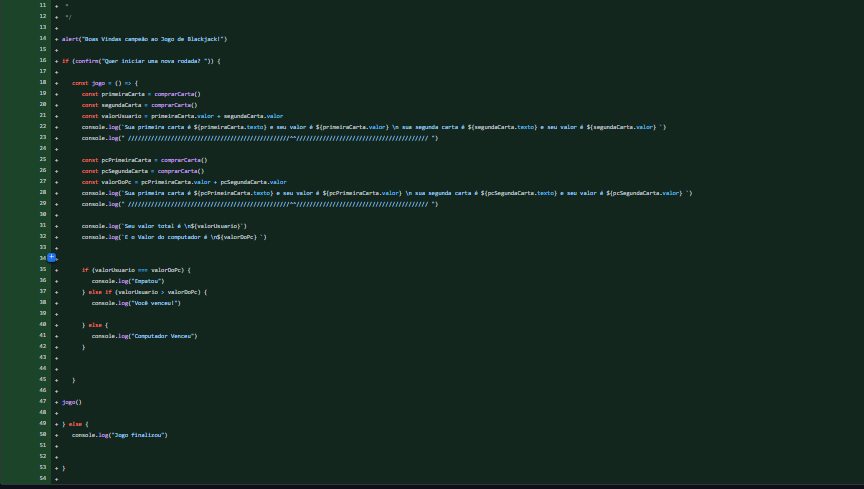 11 + *
12 + */
13 +
14 + alert("Boas Vindas campeão ao Jogo de Blackjack!")
15 +
16 + if (confirm("Quer iniciar uma nova rodada? ")) {
17 +
18 + const jogo = () => {
19 + const primeiraCarta = comprarCarta()
20 + const segundaCarta = comprarCarta()
21 + const valorUsuario = primeiraCarta.valor + segundaCarta.valor
22 + console.log(`Sua primeira carta é ${primeiraCarta.texto} e seu valor é ${primeiraCarta.valor} \n sua segunda carta é ${segundaCarta.texto} e seu valor é ${segundaCarta.valor} `)
23 + console.log(" /////////////////////////////////////////////////^^//////////////////////////////////////// ")
24 +
25 + const pcPrimeiraCarta = comprarCarta()
26 + const pcSegundaCarta = comprarCarta()
27 + const valorDoPc = pcPrimeiraCarta.valor + pcSegundaCarta.valor
28 + console.log(`Sua primeira carta é ${pcPrimeiraCarta.texto} e seu valor é ${pcPrimeiraCarta.valor} \n sua segunda carta é ${pcSegundaCarta.texto} e seu valor é ${pcSegundaCarta.valor} `)
29 + console.log(" /////////////////////////////////////////////////^^//////////////////////////////////////// ")
30 +
31 + console.log(`Seu valor total é \n${valorUsuario}`)
32 + console.log(`E o Valor do computador é \n${valorDoPc} `)
33 +
34 +
35 + if (valorUsuario === valorDoPc) {
36 + console.log("Empatou")
37 + } else if (valorUsuario > valorDoPc) {
38 + console.log("Você venceu!")
39 +
40 + } else {
41 + console.log("Computador Venceu")
42 + }
43 +
44 +
45 + }
46 +
47 + jogo()
48 +
49 + } else {
50 + console.log("Jogo finalizou")
51 +
52 +
53 + }
54 +